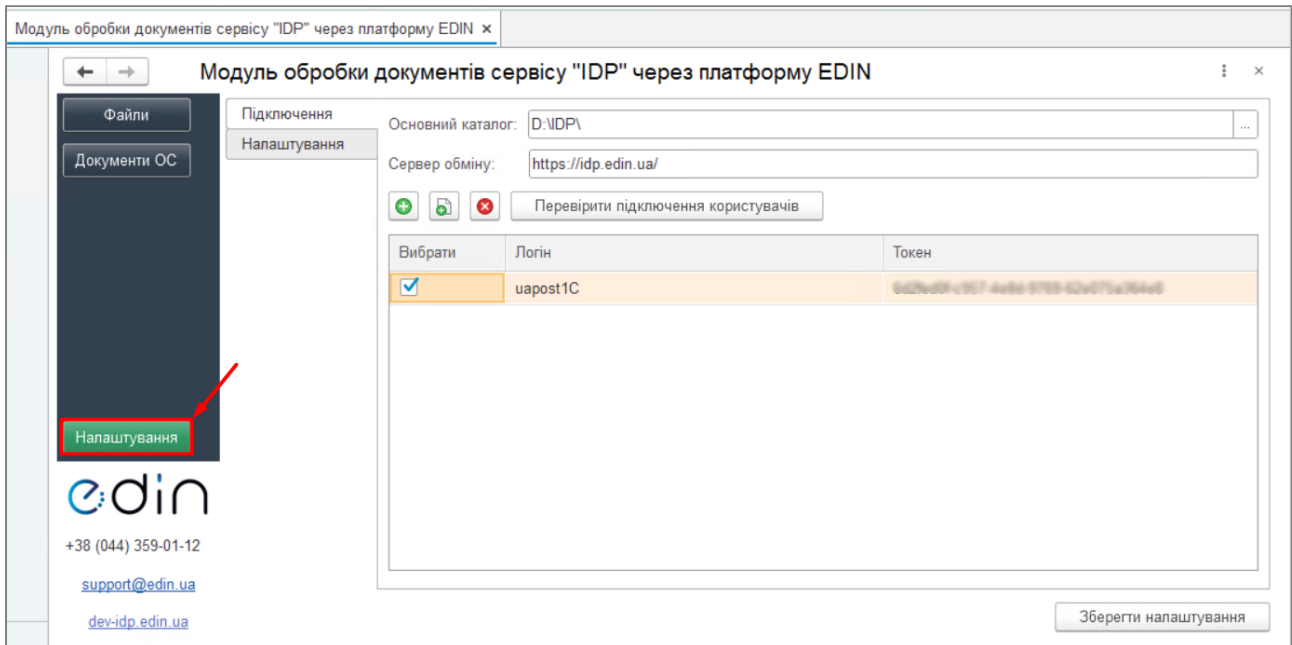 Модуль обробки документів сервісу "IDP" через платформу EDIN ×
Модуль обробки документів сервісу "IDP" через платформу EDIN
Файли
Документи ОС
Налаштування
edin
+38 (044) 359-01-12
support@edin.ua
dev-idp.edin.ua
Підключення
Налаштування
Основний каталог: D:\IDP\ ...
Сервер обміну: https://idp.edin.ua/
Перевірити підключення користувачів
Вибрати Логін Токен
uapost1C
Зберегти налаштування